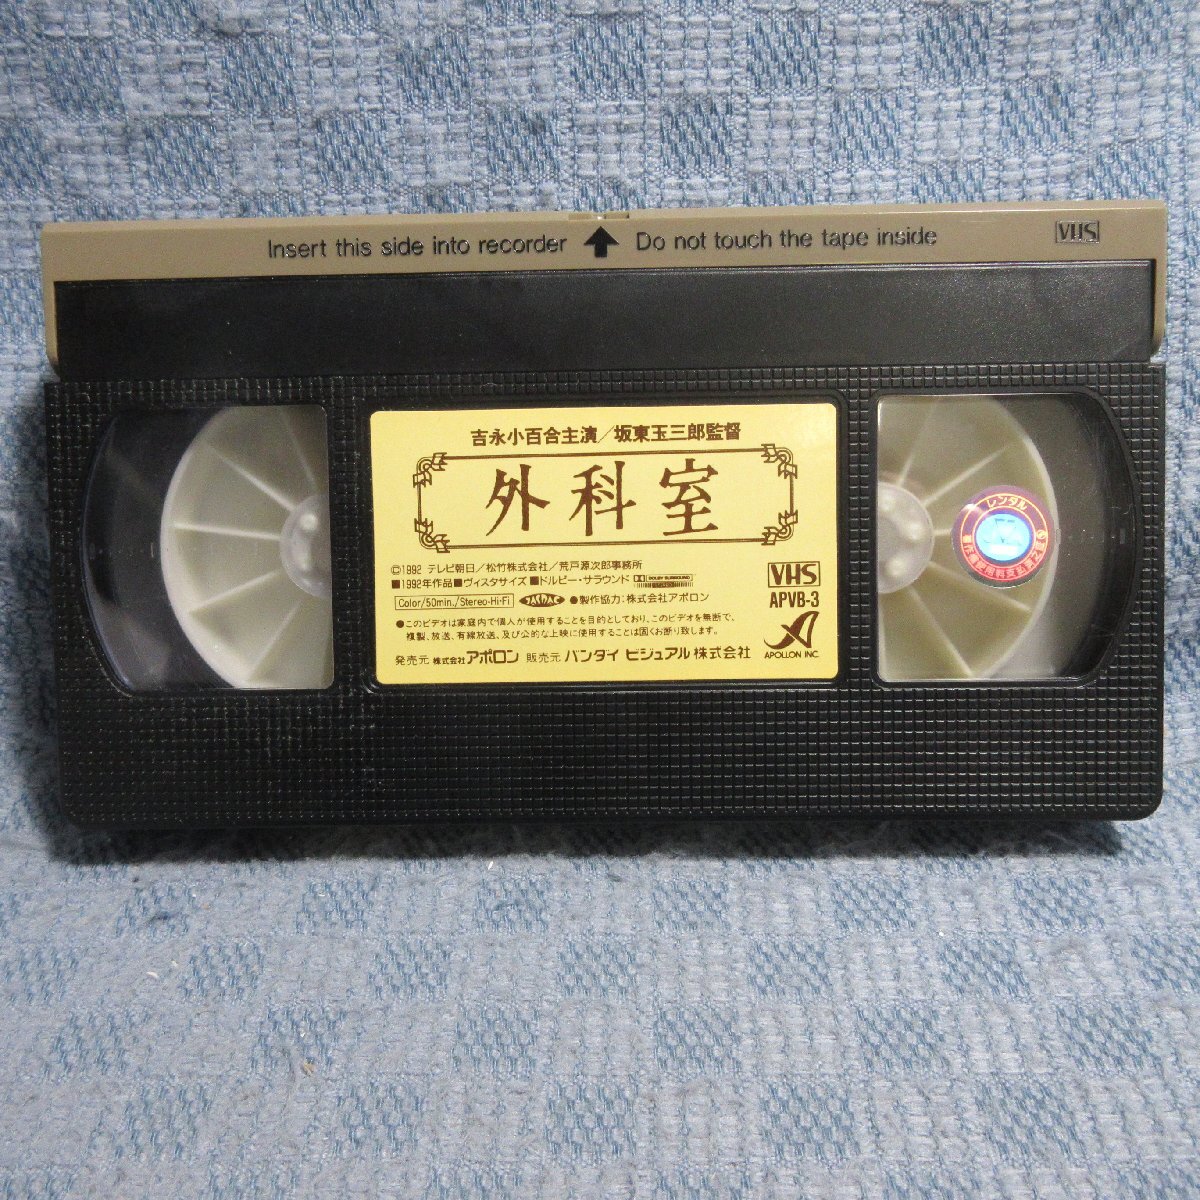 Insert this side into recorder
Do not touch the tape inside
VHS
吉永小百合主演/坂東玉三郎監督
外科室
©1992 テレビ朝日/松竹株式会社/荒戸源次郎事務所
■1992年作品■ヴィスタサイズ■ドルビー・サラウンド DOLBY SURROUND
Color/50min./Stereo・Hi-Fi
●製作協力:株式会社アポロン
●このビデオは家庭内で個人が使用することを目的としており、このビデオを無断で、
複製、放送、有線放送、及び公的な上映に使用することは固くお断り致します。
発売元 株式会社アポロン 販売元 バンダイ ビジュアル株式会社
VHS
APVB-3
APOLLON INC.
レンタル